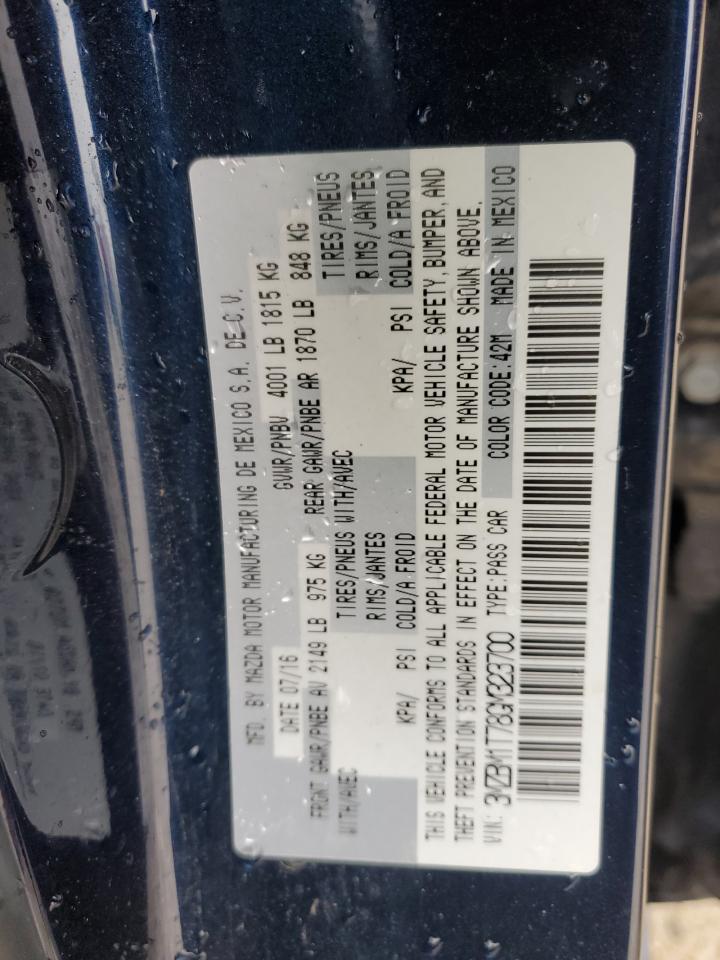 MFD. BY MAZDA MOTOR MANUFACTURING DE MEXICO S.A. DE C.V.
DATE 07/16 GVWR/PNBV 4001 LB 1815 KG
FRONT GAWR/PNBE AV 2149 LB 975 KG REAR GAWR/PNBE AR 1870 LB 848 KG
WITH/AVEC TIRES/PNEUS WITH/AVEC TIRES/PNEUS
RIMS/JANTES RIMS/JANTES
KPA/ PSI COLD/A FROID KPA/ PSI COLD/A FROID
THIS VEHICLE CONFORMS TO ALL APPLICABLE FEDERAL MOTOR VEHICLE SAFETY, BUMPER, AND
THEFT PREVENTION STANDARDS IN EFFECT ON THE DATE OF MANUFACTURE SHOWN ABOVE.
VIN: 3MZBM1T78GM323700 TYPE:PASS CAR COLOR CODE:42M MADE IN MEXICO